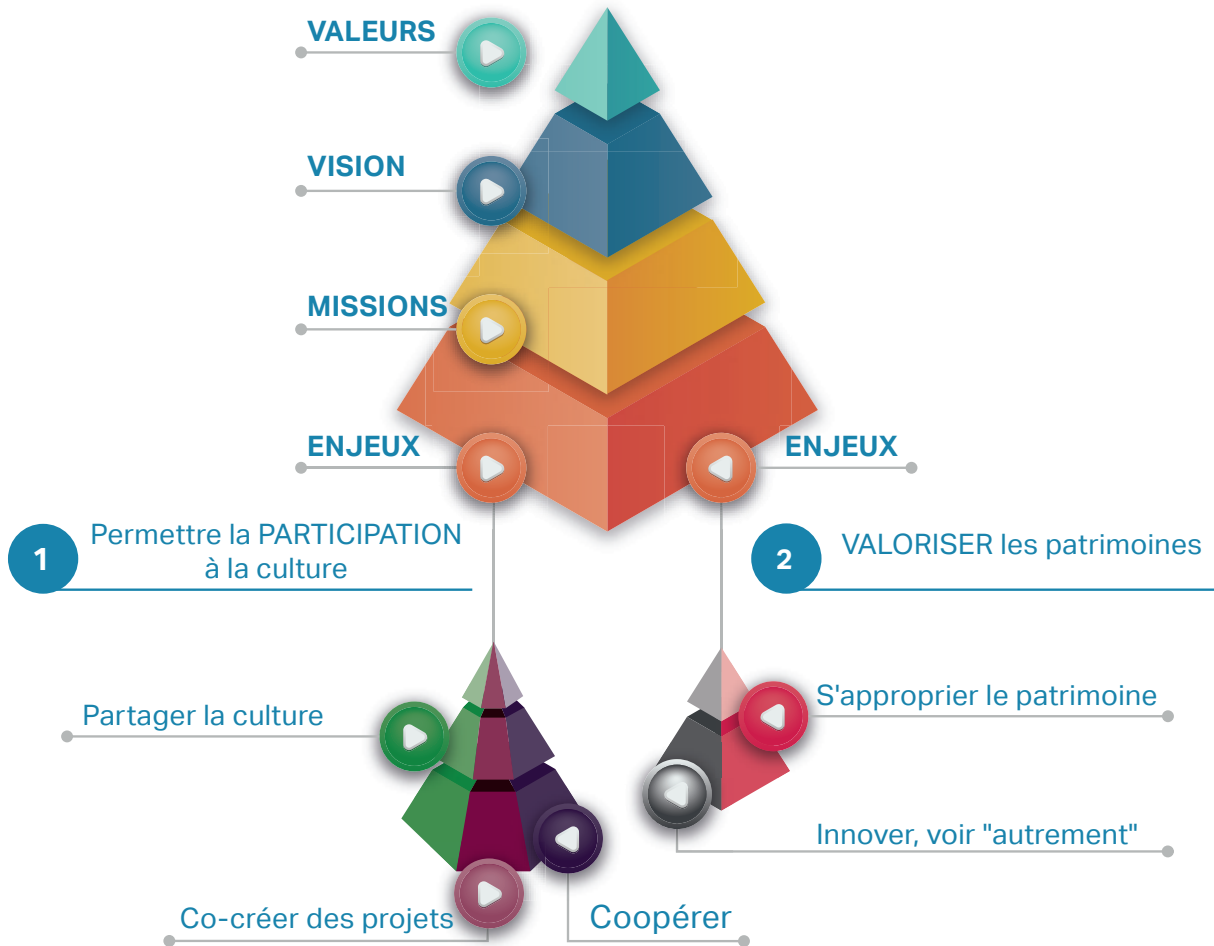 VALEURS
VISION
MISSIONS
ENJEUX
ENJEUX
1
Permettre la PARTICIPATION
à la culture
2
VALORISER les patrimoines
Partager la culture
S'approprier le patrimoine
Innover, voir "autrement"
Co-créer des projets
Coopérer